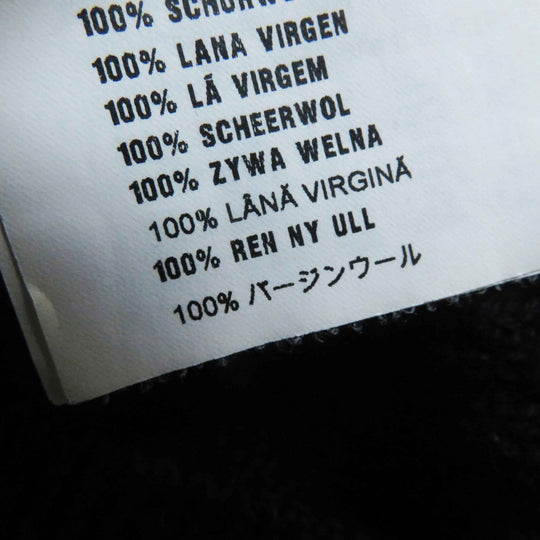 100%
100% LANA VIRGEN
100% LÃ VIRGEM
100% SCHEERWOL
100% ZYWA WELNA
100% LÂNĂ VIRGINĂ
100% REN NY ULL
100% バージンウール